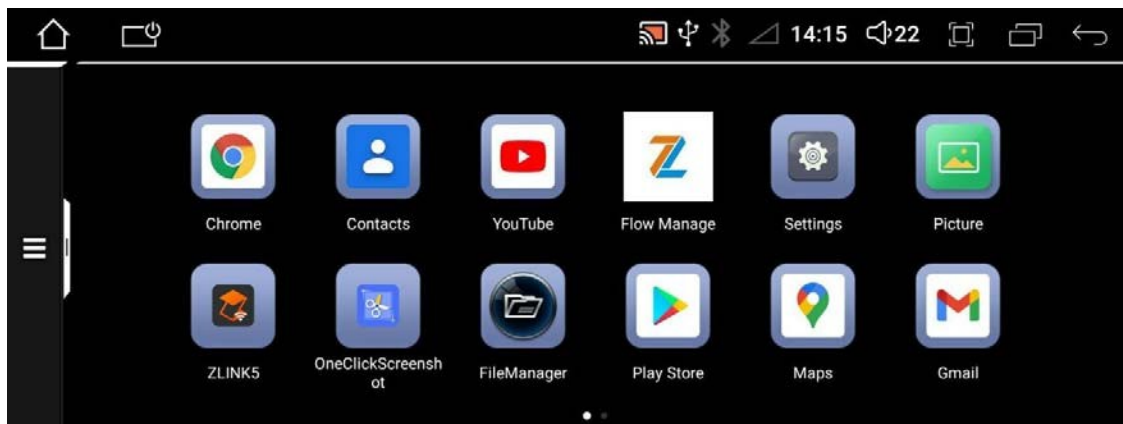 14:15 22
Chrome
Contacts
YouTube
Flow Manage
Settings
Picture
ZLINK5
OneClickScreensh
ot
FileManager
Play Store
Maps
Gmail